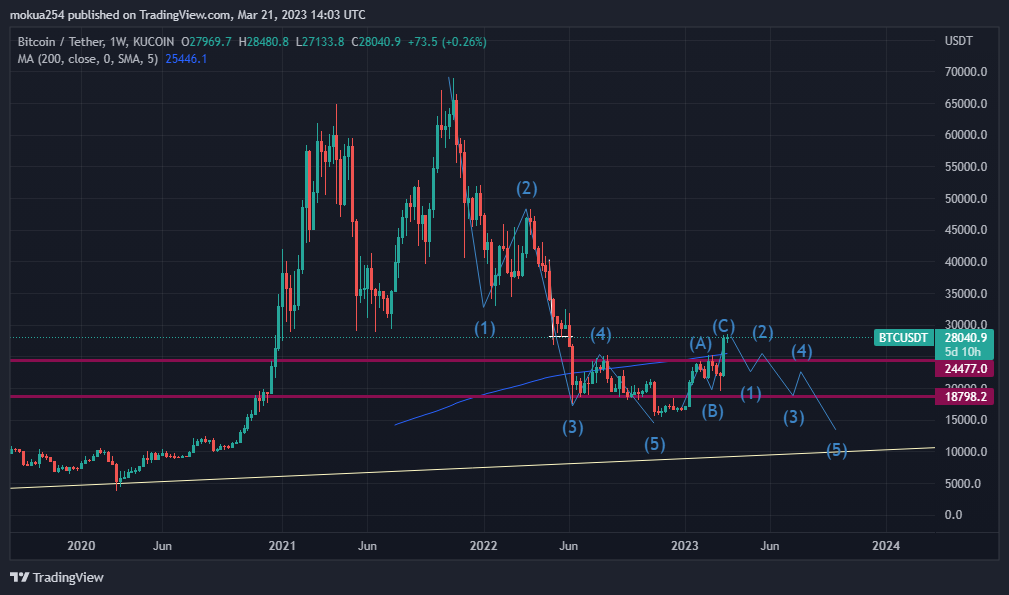 mokua254 published on TradingView.com, Mar 21, 2023 14:03 UTC
Bitcoin / Tether, 1W, KUCOIN O27969.7 H28480.8 L27133.8 C28040.9 +73.5 (+0.26%)
MA (200, close, 0, SMA, 5) 25446.1
USDT
70000.0
65000.0
60000.0
55000.0
50000.0
45000.0
40000.0
35000.0
30000.0
BTCUSDT 28040.9
5d 10h
24477.0
20000.0
18798.2
15000.0
10000.0
5000.0
0.0
(2)
(1)
(4)
(3)
(5)
(A)
(C)
(B)
(2)
(1)
(4)
(3)
(5)
2020 Jun 2021 Jun 2022 Jun 2023 Jun 2024
TradingView